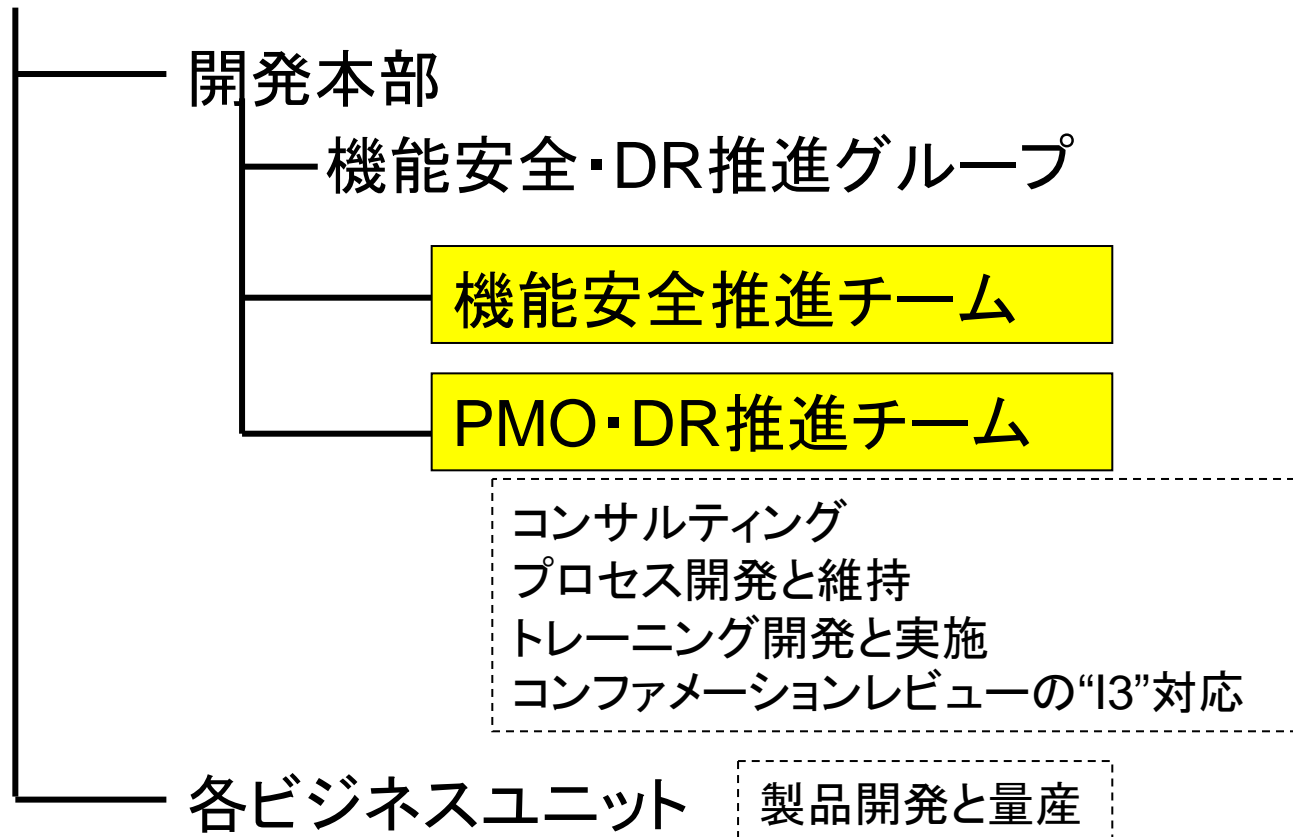 開発本部
機能安全･DR推進グループ
機能安全推進チーム
PMO･DR推進チーム
コンサルティング
プロセス開発と維持
トレーニング開発と実施
コンファメーションレビューの“I3”対応
各ビジネスユニット
製品開発と量産